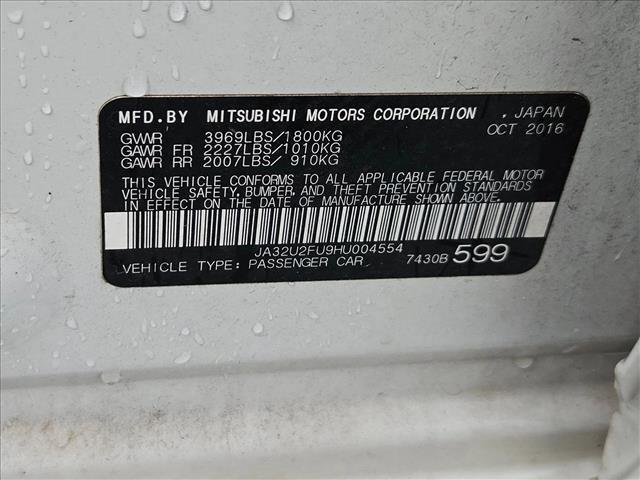 MFD.BY MITSUBISHI MOTORS CORPORATION , JAPAN
OCT 2016
GVWR 3969LBS/1800KG
GAWR FR 2227LBS/1010KG
GAWR RR 2007LBS/ 910KG
THIS VEHICLE CONFORMS TO ALL APPLICABLE FEDERAL MOTOR
VEHICLE SAFETY, BUMPER, AND THEFT PREVENTION STANDARDS
IN EFFECT ON THE DATE OF MANUFACTURE SHOWN ABOVE.
JA32U2FU9HU004554
VEHICLE TYPE: PASSENGER CAR 7430B 599